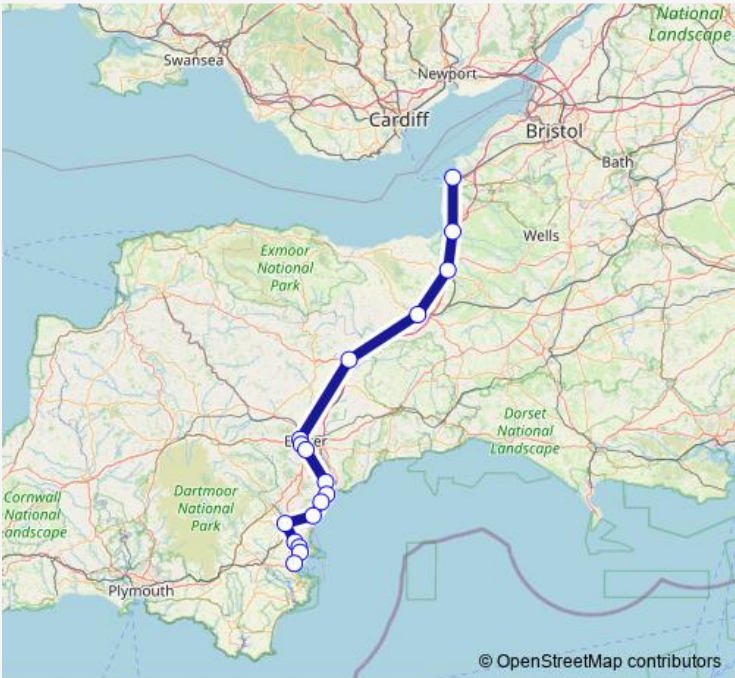 National
Landscape
Swansea
Newport
Cardiff
Bristol
Bath
Exmoor
National
Park
Wells
Dorset
National
Landscape
Dartmoor
National
Park
Cornwall
National
andscape
Plymouth
© OpenStreetMap contributors